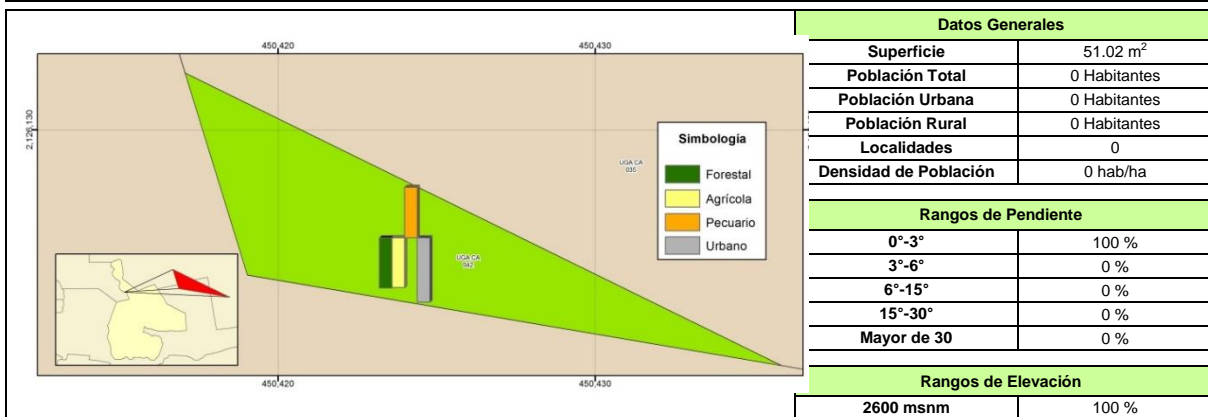 450,420
450,430
2,126,130
Simbología
Forestal
Agrícola
Pecuario
Urbano
UGA CA
035
UGA CA
042
450,420
450,430
Datos Generales
Superficie 51.02 m²
Población Total 0 Habitantes
Población Urbana 0 Habitantes
Población Rural 0 Habitantes
Localidades 0
Densidad de Población 0 hab/ha
Rangos de Pendiente
0°-3° 100 %
3°-6° 0 %
6°-15° 0 %
15°-30° 0 %
Mayor de 30 0 %
Rangos de Elevación
2600 msnm 100 %